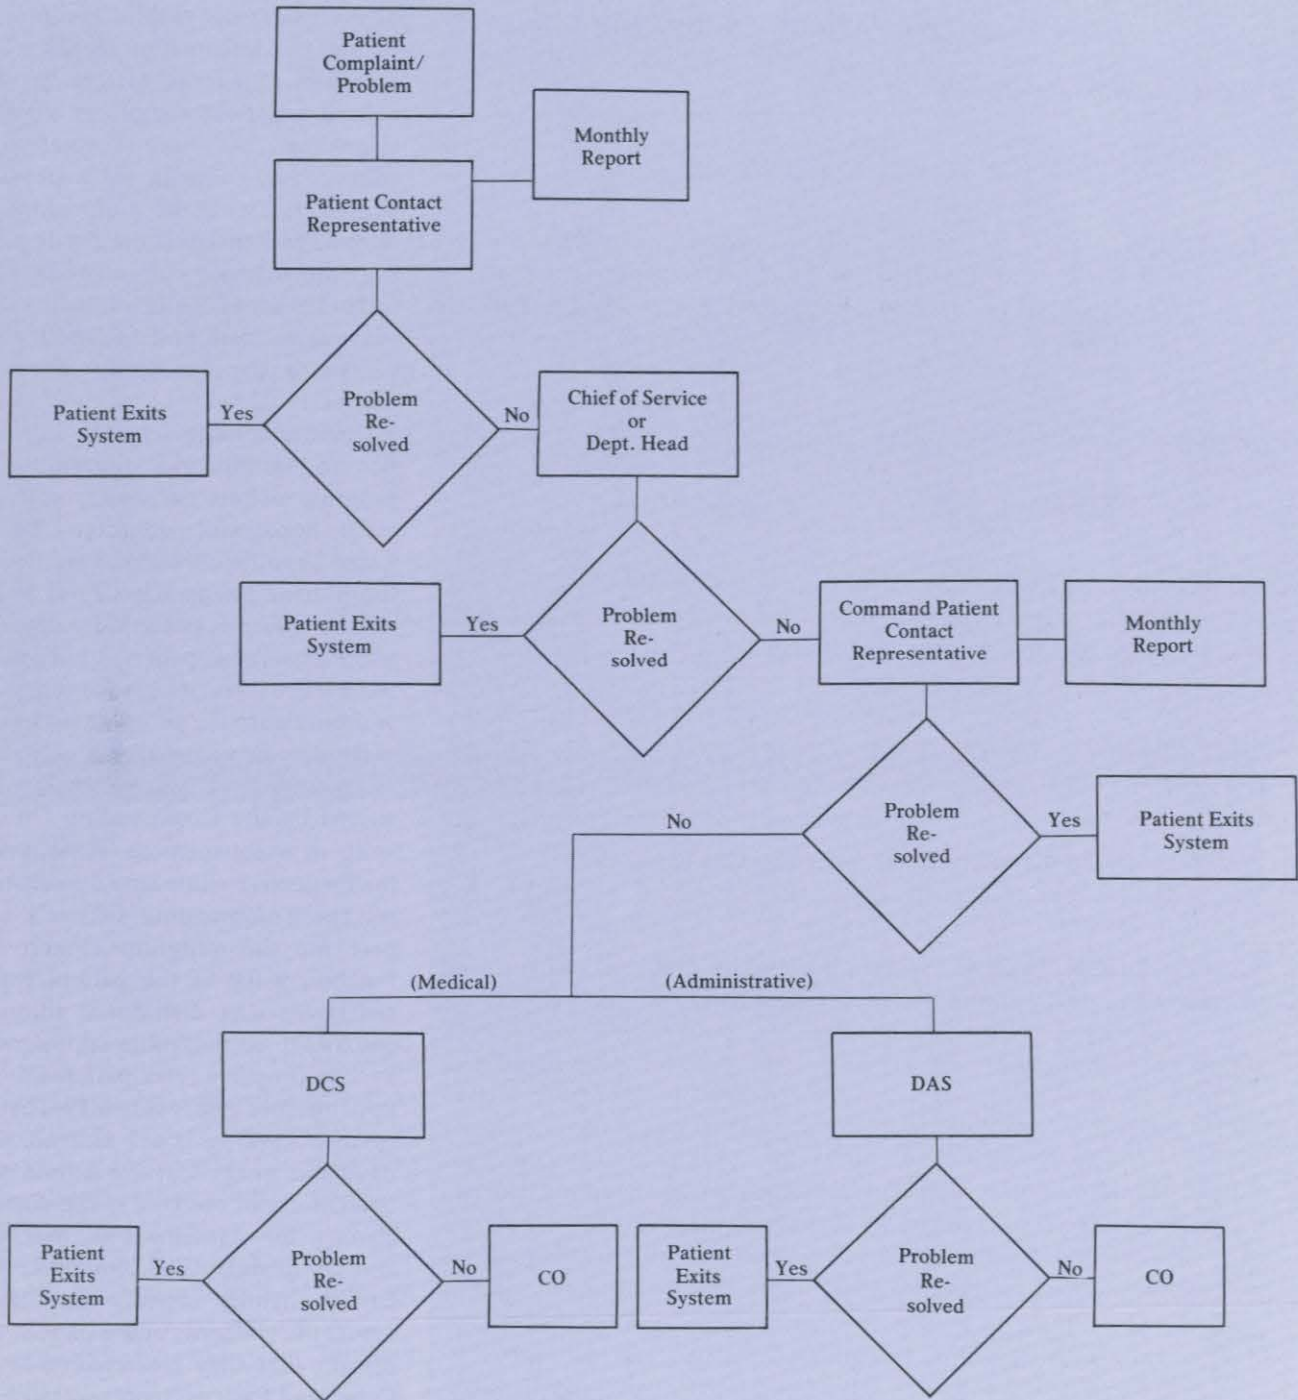 Patient
Complaint/
Problem
Monthly
Report
Patient Contact
Representative
Patient Exits
System
Yes
Problem
Re-
solved
No
Chief of Service
or
Dept. Head
Patient Exits
System
Yes
Problem
Re-
solved
No
Command Patient
Contact
Representative
Monthly
Report
No
Problem
Re-
solved
Yes
Patient Exits
System
(Medical)
(Administrative)
DCS
DAS
Patient
Exits
System
Yes
Problem
Re-
solved
No
CO
Patient
Exits
System
Yes
Problem
Re-
solved
No
CO